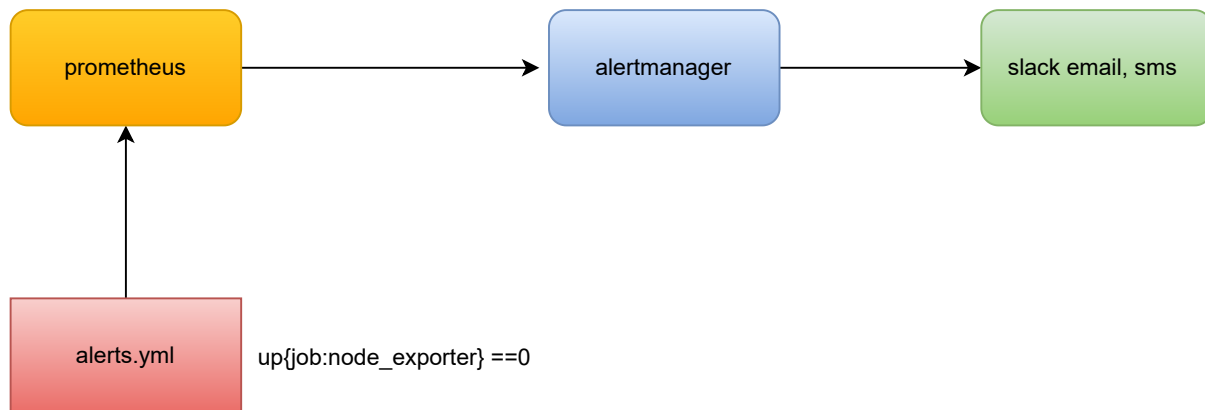 prometheus
alertmanager
slack email, sms
alerts.yml
up{job:node_exporter} ==0